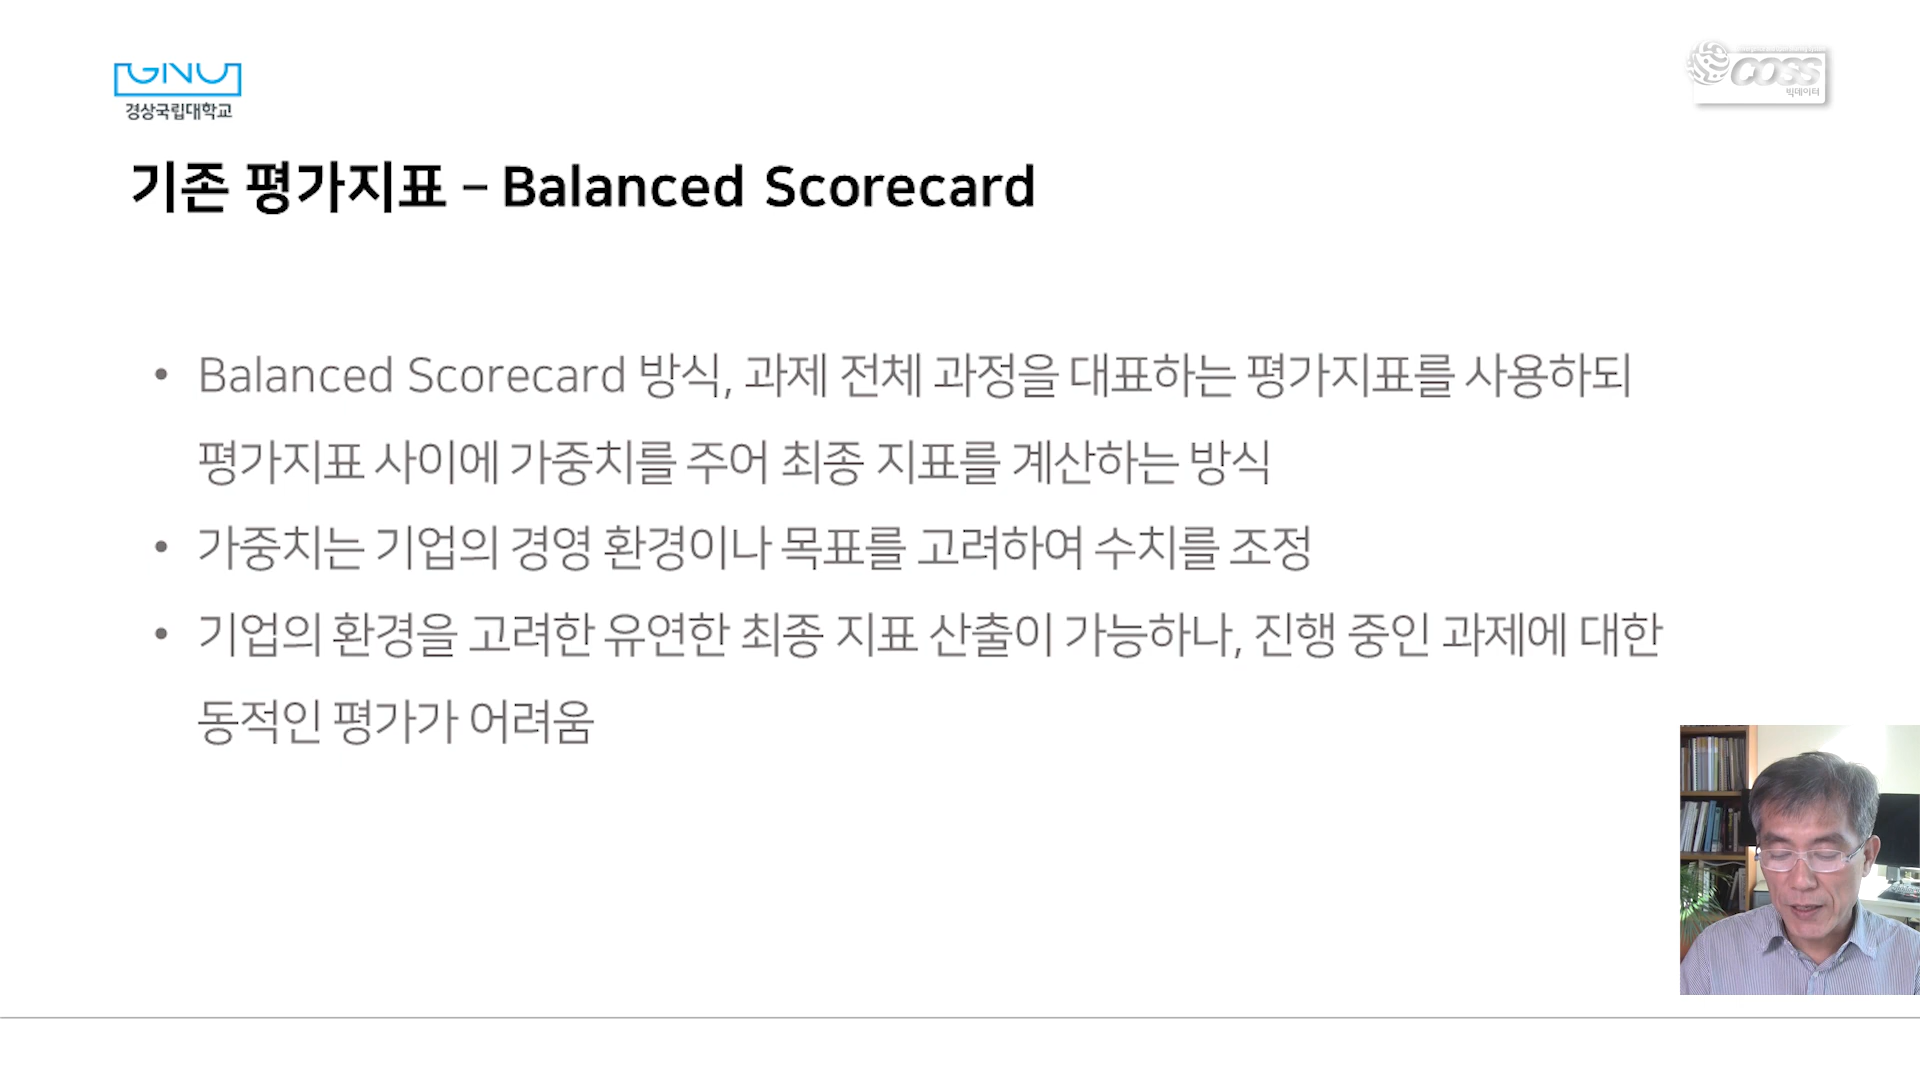 GNU
경상국립대학교
COSS
빅데이터
기존 평가지표 – Balanced Scorecard
• Balanced Scorecard 방식, 과제 전체 과정을 대표하는 평가지표를 사용하되
평가지표 사이에 가중치를 주어 최종 지표를 계산하는 방식
• 가중치는 기업의 경영 환경이나 목표를 고려하여 수치를 조정
• 기업의 환경을 고려한 유연한 최종 지표 산출이 가능하나, 진행 중인 과제에 대한
동적인 평가가 어려움